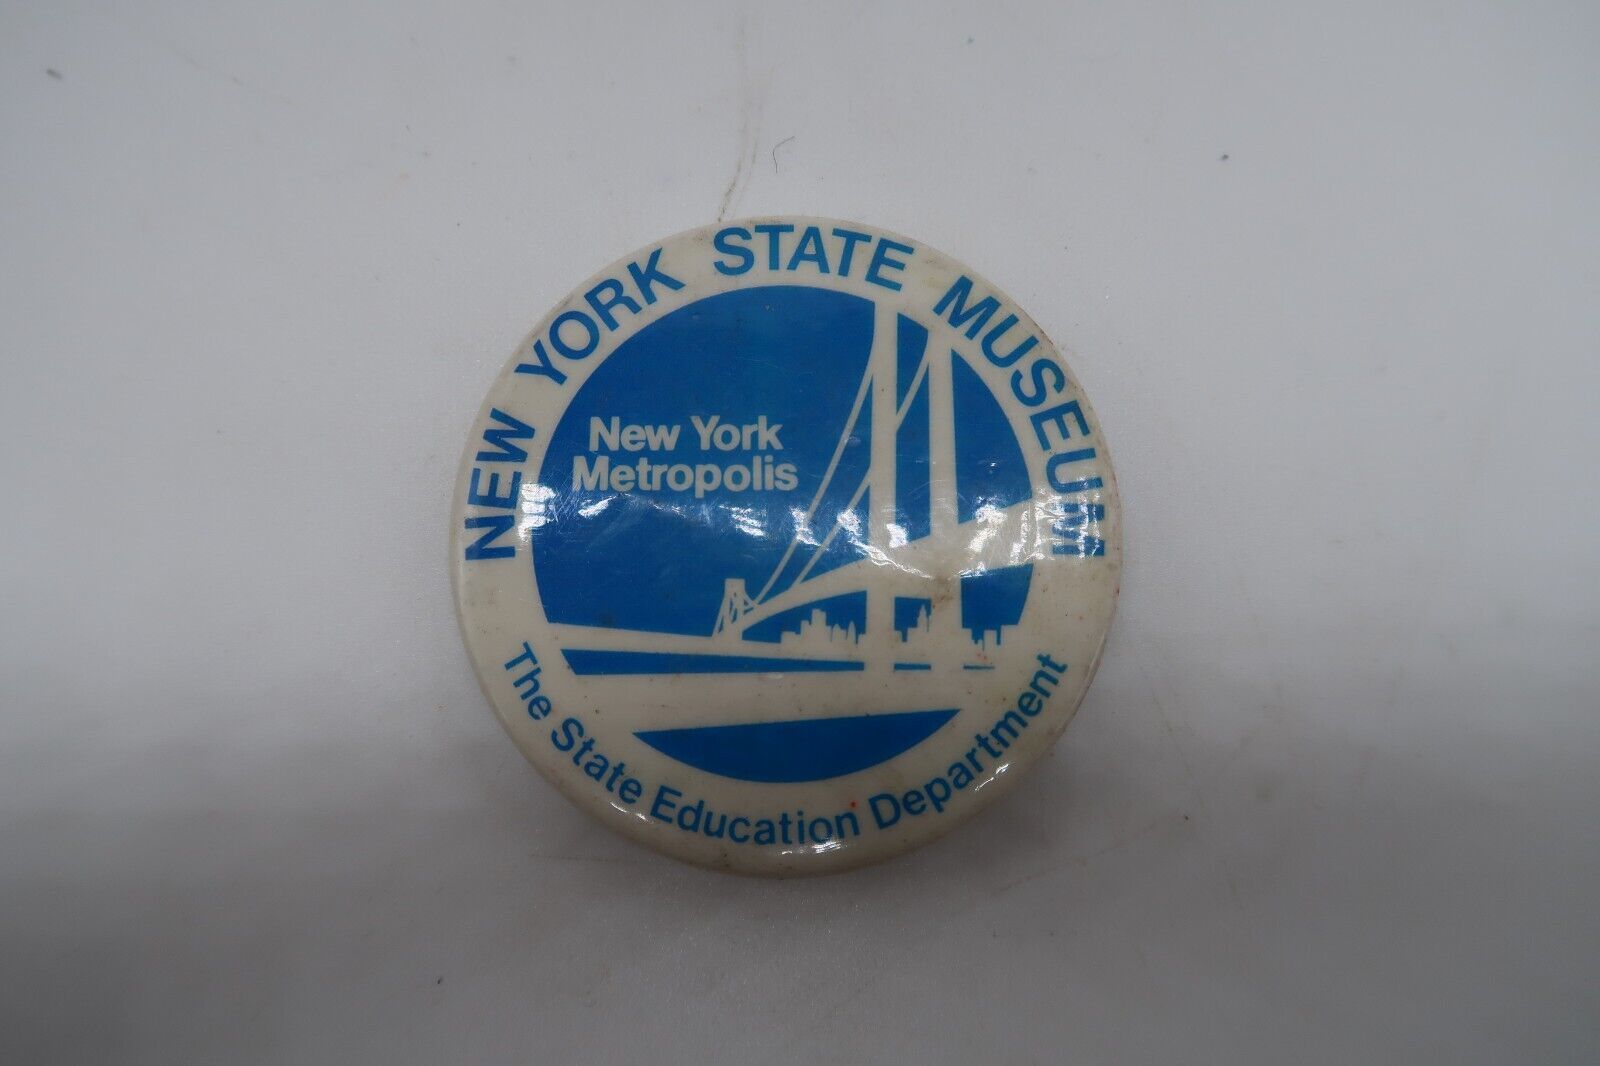 NEW YORK STATE MUSEUM
New York
Metropolis
The State Education Department